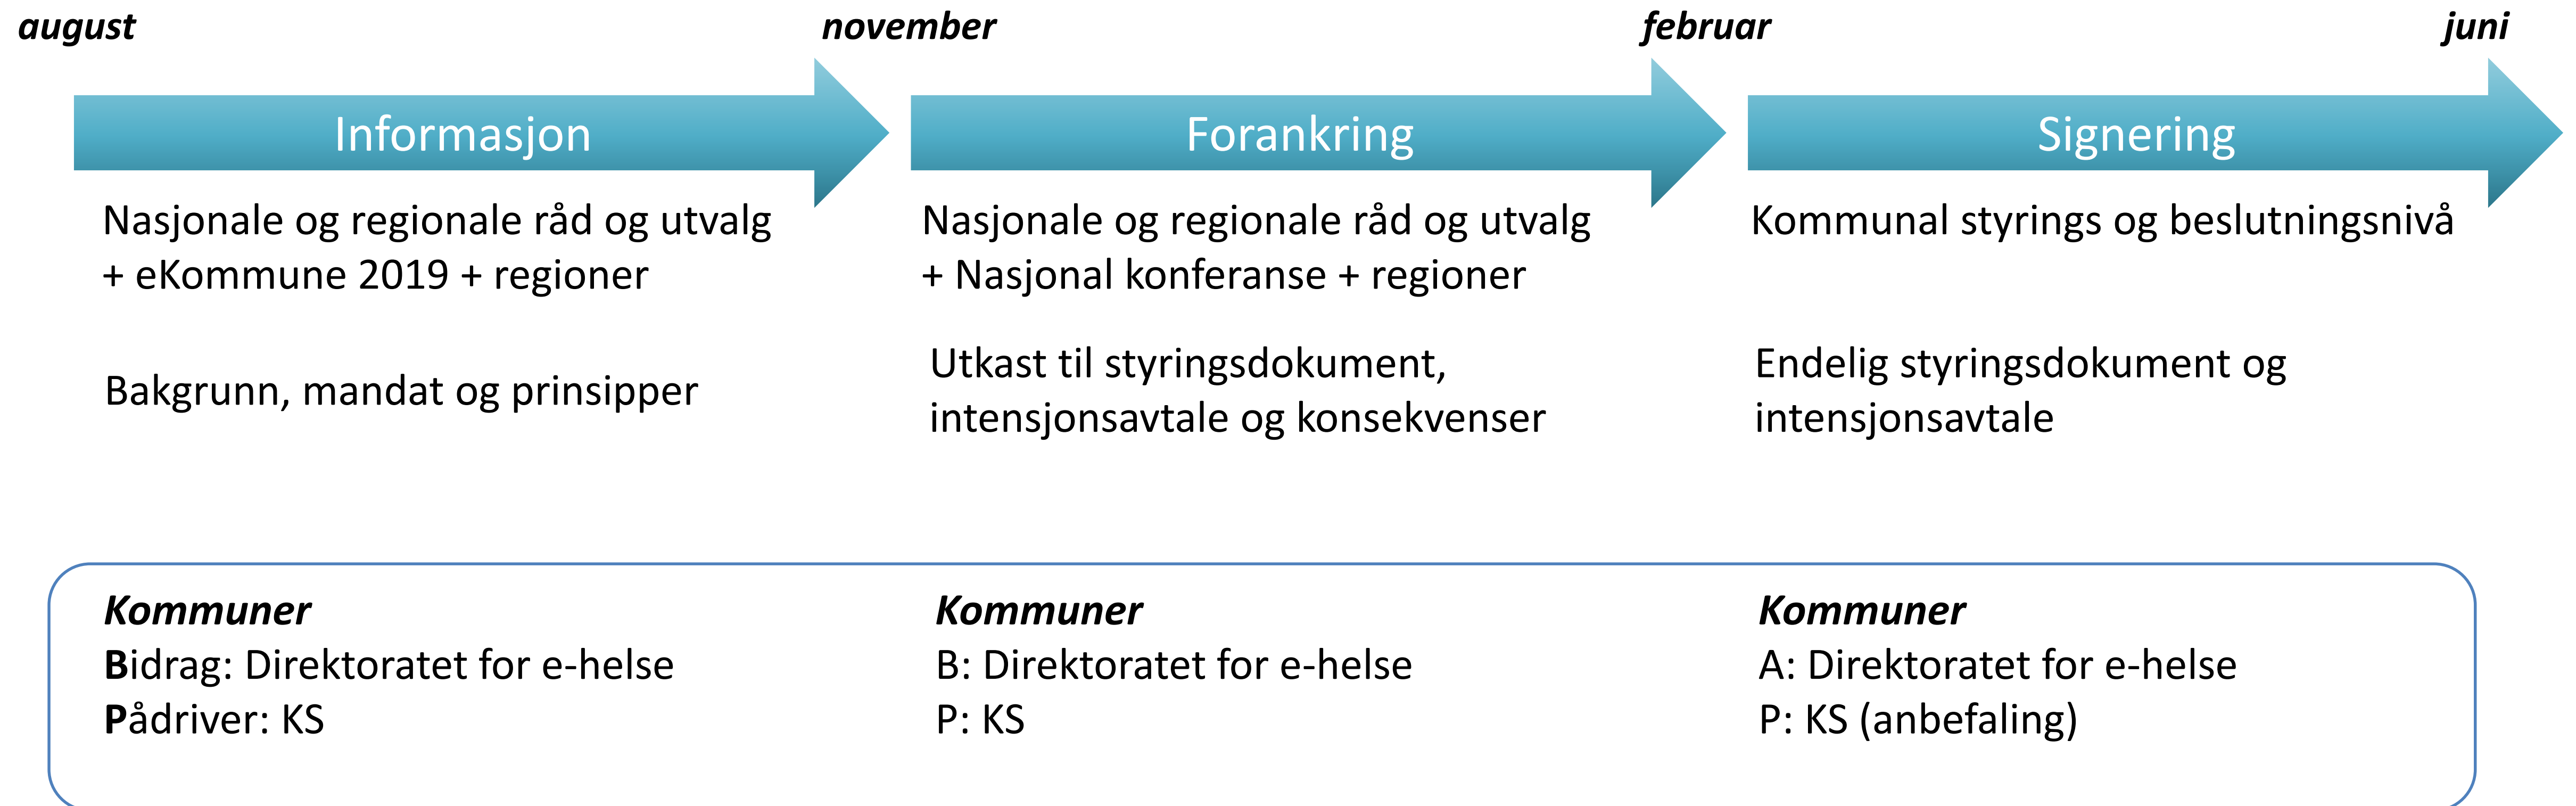 august
november
februar
juni
Informasjon
Forankring
Signering
Nasjonale og regionale råd og utvalg
+ eKommune 2019 + regioner
Bakgrunn, mandat og prinsipper
Nasjonale og regionale råd og utvalg
+ Nasjonal konferanse + regioner
Utkast til styringsdokument,
intensjonsavtale og konsekvenser
Kommunal styrings og beslutningsnivå
Endelig styringsdokument og
intensjonsavtale
Kommuner
Bidrag: Direktoratet for e-helse
Pådriver: KS
Kommuner
B: Direktoratet for e-helse
P: KS
Kommuner
A: Direktoratet for e-helse
P: KS (anbefaling)